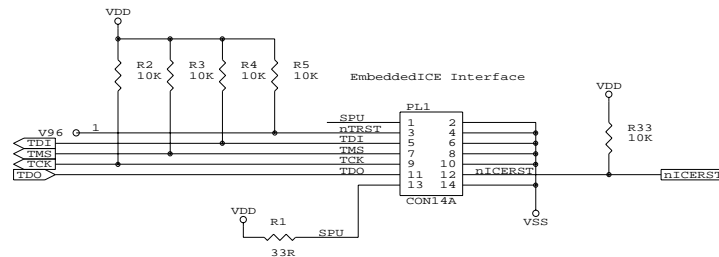 VDD
R2 R3 R4 R5
10K 10K 10K 10K
EmbeddedICE Interface
VDD
PL1
SPU 1 2
V96 1 nTRST 3 4
R33
10K
TDI TDI 5 6
TMS TMS 7 8
TCK TCK 9 10
TDO TDO 11 12 nICERST nICERST
13 14
CON14A
VDD
R1
SPU
33R
VSS